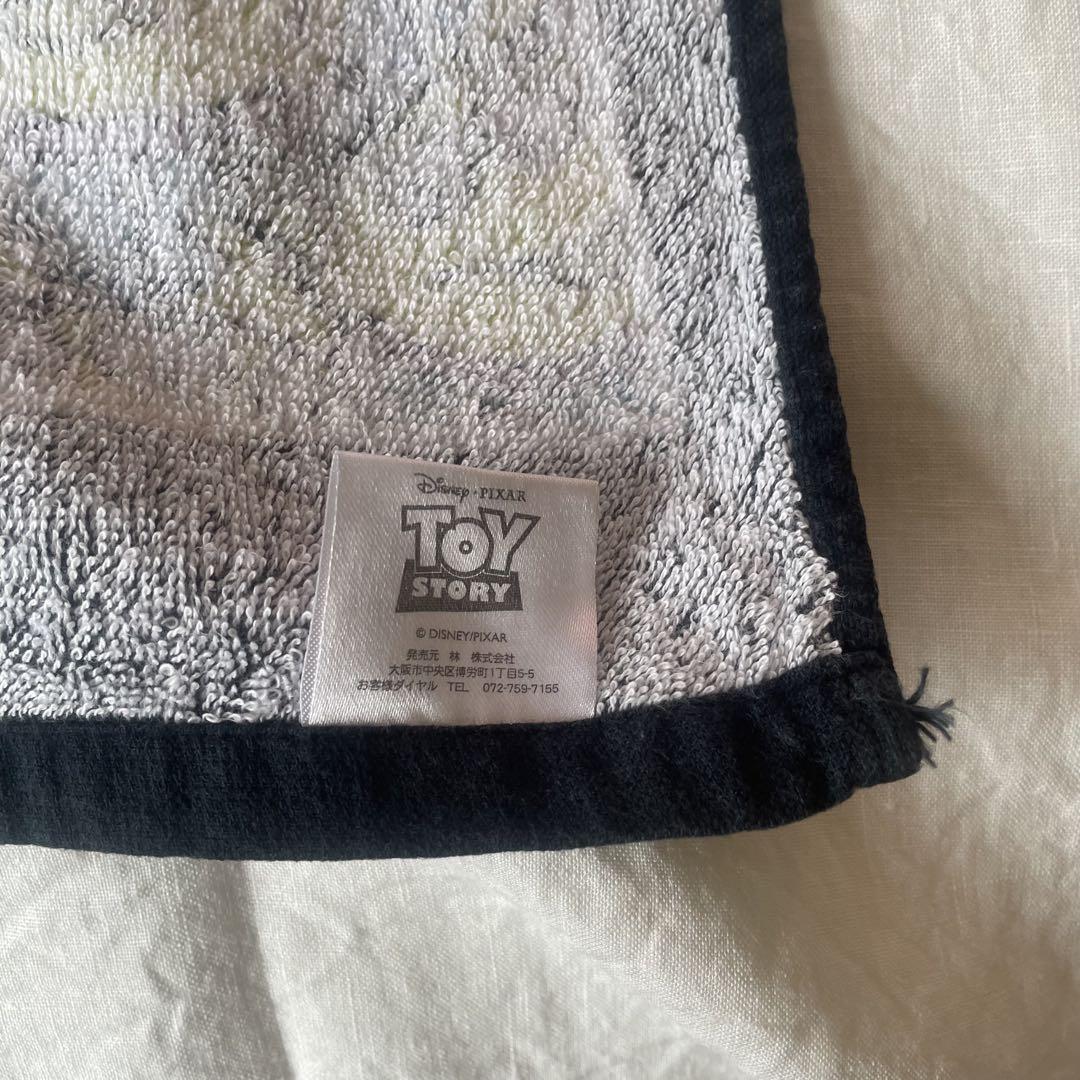 Disney · PIXAR
TOY
STORY
© DISNEY/PIXAR
発売元 林 株式会社
大阪市中央区博労町1丁目5-5
お客様ダイヤル TEL 072-759-7155